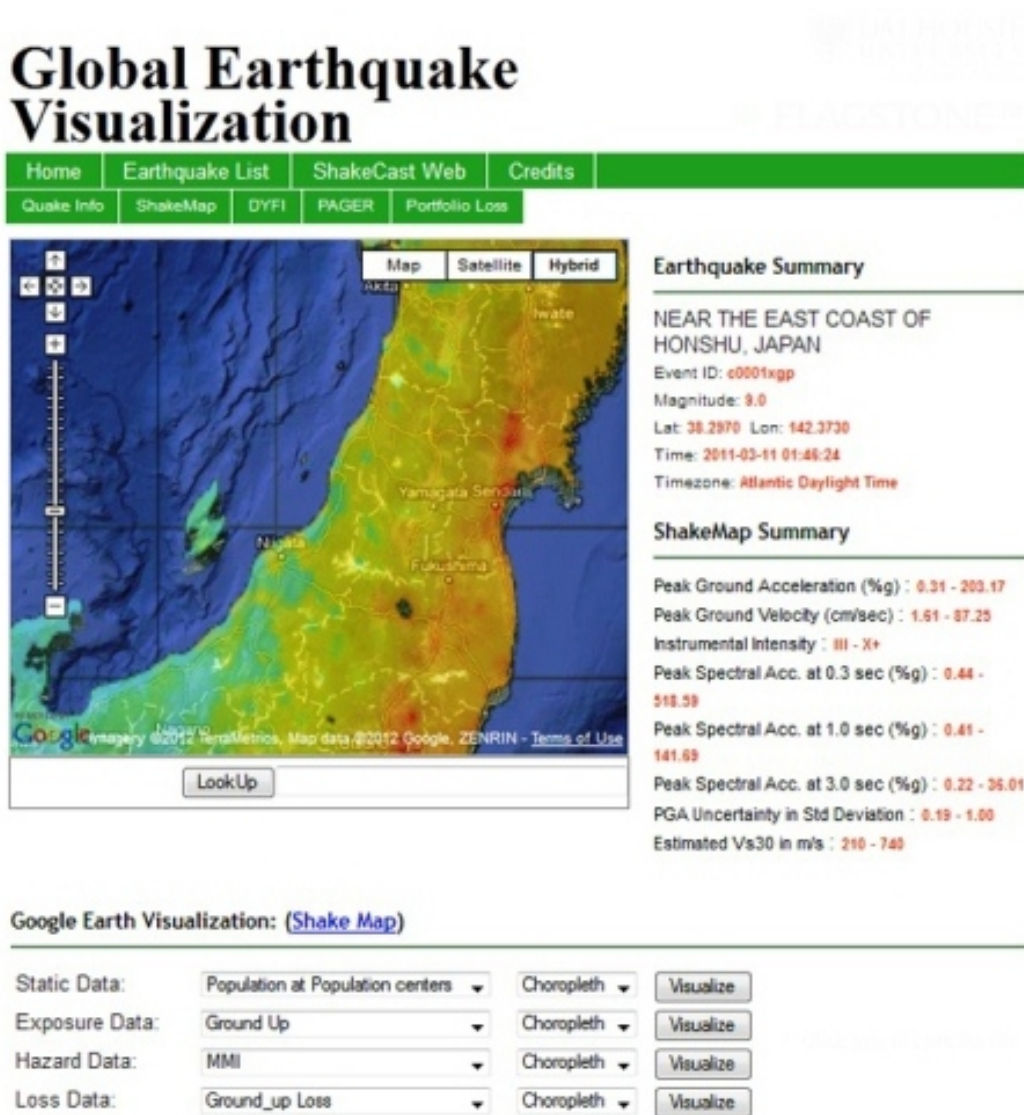 Global Earthquake
Visualization
FLAGSTONE
Home Earthquake List ShakeCast Web Credits
Quake Info ShakeMap DYFI PAGER Portfolio Loss
Map Satellite Hybrid
Akita
Iwate
Yamagata Sendai
Niigata
Fukushima
Nagano
Google Imagery ©2012 TerraMetrics, Map data ©2012 Google, ZENRIN - Terms of Use
LookUp
Earthquake Summary
NEAR THE EAST COAST OF
HONSHU, JAPAN
Event ID: c0001xgp
Magnitude: 9.0
Lat: 38.2970 Lon: 142.3730
Time: 2011-03-11 01:46:24
Timezone: Atlantic Daylight Time
ShakeMap Summary
Peak Ground Acceleration (%g) : 0.31 - 203.17
Peak Ground Velocity (cm/sec) : 1.61 - 87.25
Instrumental Intensity : III - X+
Peak Spectral Acc. at 0.3 sec (%g) : 0.44 -
518.59
Peak Spectral Acc. at 1.0 sec (%g) : 0.41 -
141.69
Peak Spectral Acc. at 3.0 sec (%g) : 0.22 - 36.01
PGA Uncertainty in Std Deviation : 0.19 - 1.00
Estimated Vs30 in m/s : 210 - 740
Google Earth Visualization: (Shake Map)
Static Data: Population at Population centers Choropleth Visualize
Exposure Data: Ground Up Choropleth Visualize
Hazard Data: MMI Choropleth Visualize
Loss Data: Ground_up Loss Choropleth Visualize